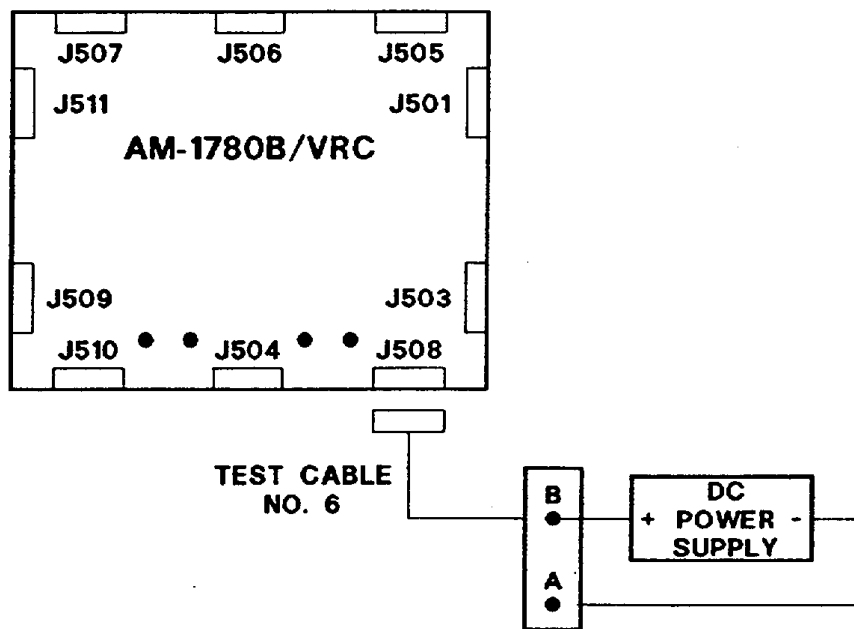 J507 J506 J505
J511 J501
AM-1780B/VRC
J509 J503
J510 J504 J508
TEST CABLE
NO. 6
B
A
+ DC -
POWER
SUPPLY